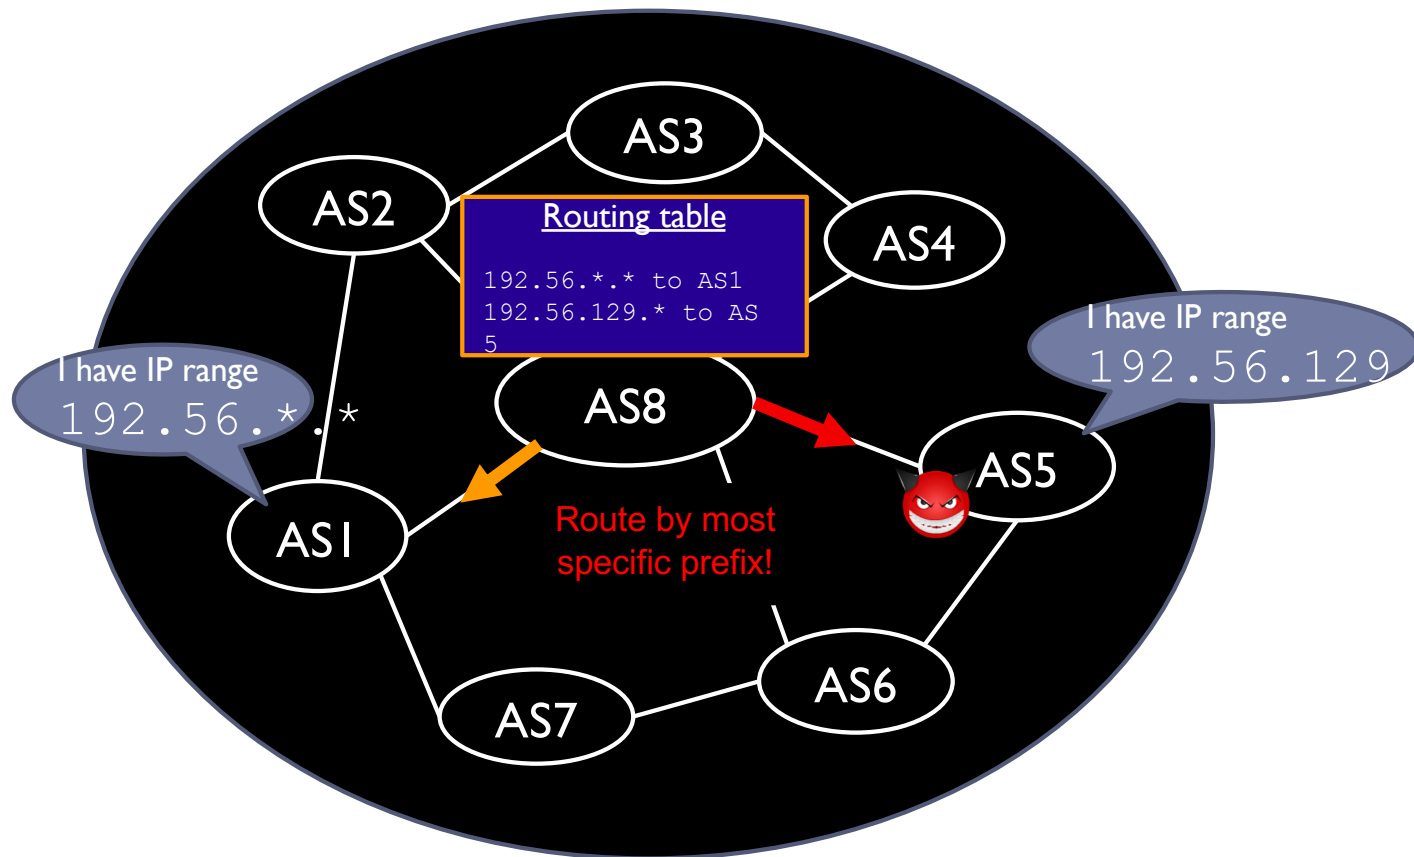 AS3
AS2
Routing table
AS4
192.56.*.* to AS1
192.56.129.* to AS
5
I have IP range
192.56.129
I have IP range
192.56.*.*
AS8
AS5
AS1
Route by most
specific prefix!
AS6
AS7